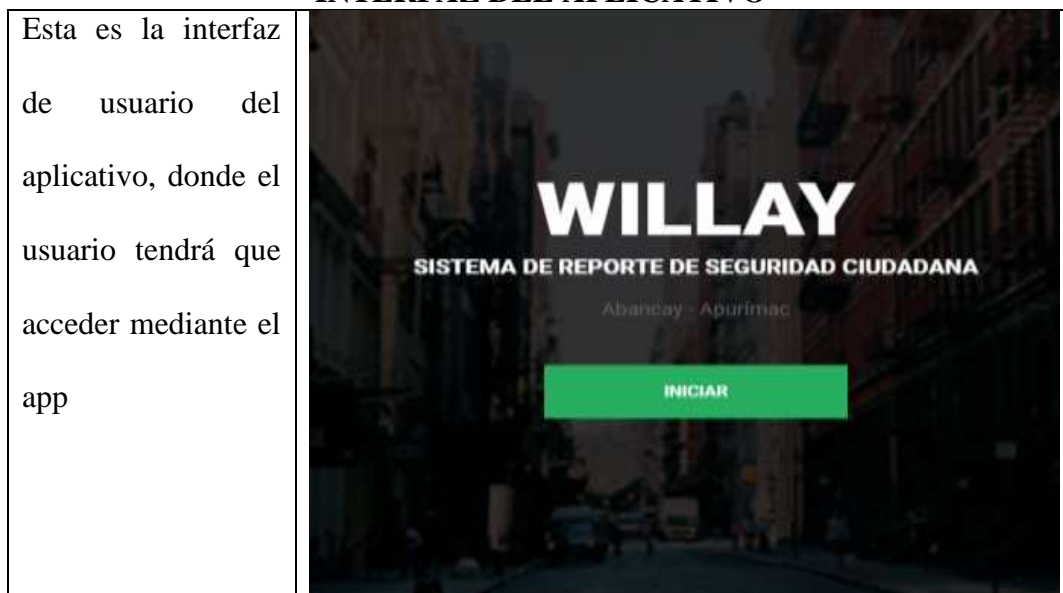 INTERFAZ DEL APLICATIVO
Esta es la interfaz
de usuario del
aplicativo, donde el
usuario tendrá que
acceder mediante el
app
WILLAY
SISTEMA DE REPORTE DE SEGURIDAD CIUDADANA
Abancay - Apurímac
INICIAR